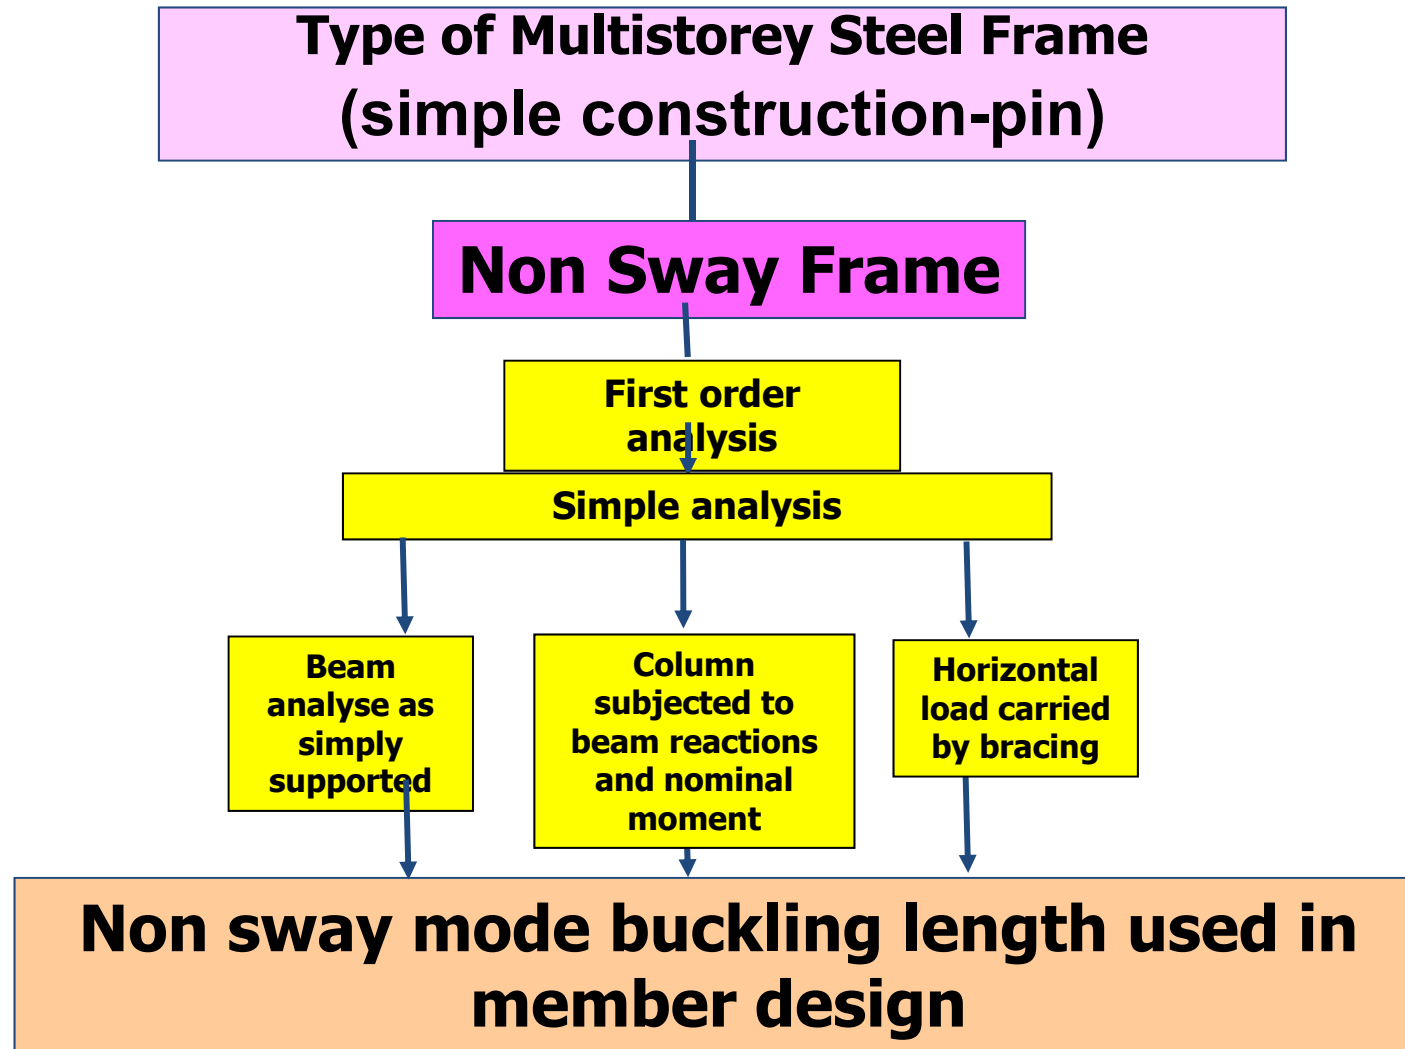 Type of Multistorey Steel Frame
(simple construction-pin)
Non Sway Frame
First order
analysis
Simple analysis
Beam
analyse as
simply
supported
Column
subjected to
beam reactions
and nominal
moment
Horizontal
load carried
by bracing
Non sway mode buckling length used in
member design